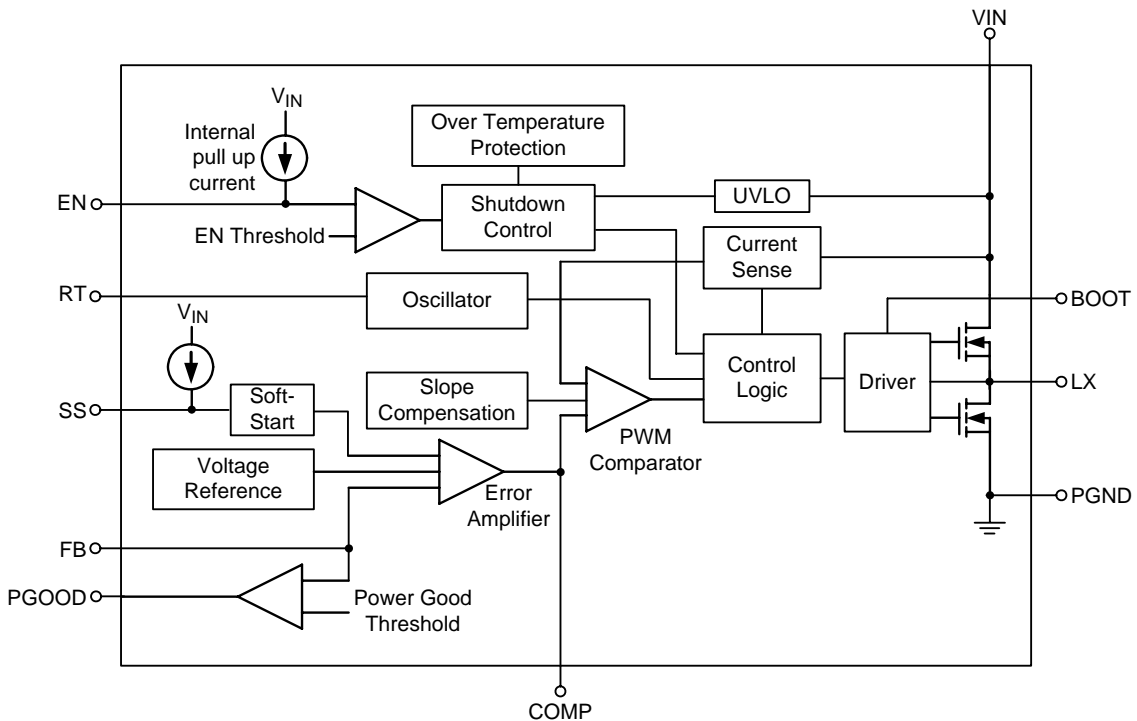 VIN
VIN
Internal
pull up
current
Over Temperature
Protection
EN
EN Threshold
Shutdown
Control
UVLO
Current
Sense
RT
Oscillator
VIN
BOOT
SS
Soft-
Start
Slope
Compensation
PWM
Comparator
Control
Logic
Driver
LX
Voltage
Reference
Error
Amplifier
PGND
FB
PGOOD
Power Good
Threshold
COMP